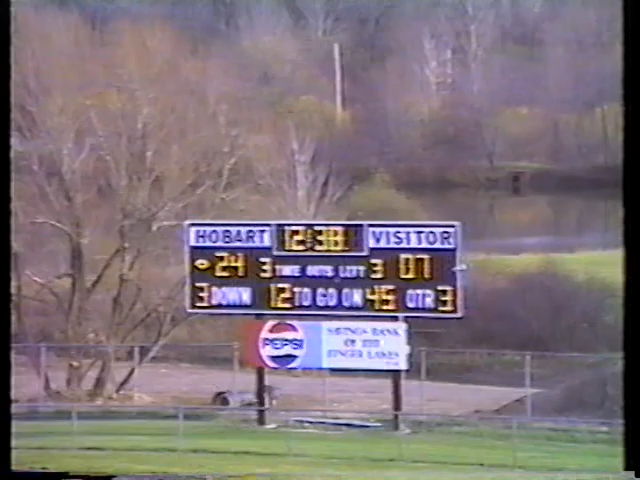 HOBART 12:38 VISITOR
24 3 TIME OUTS LEFT 3 07
3 DOWN 12 TO GO ON 45 QTR 3
PEPSI
SAVINGS BANK
OF THE
FINGER LAKES